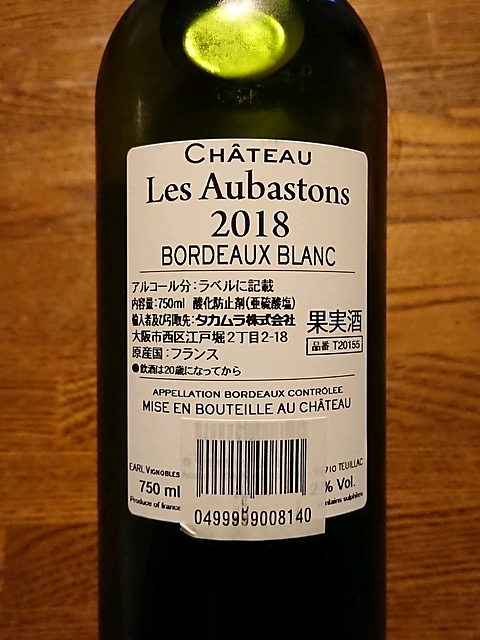 CHÂTEAU
Les Aubastons
2018
BORDEAUX BLANC
アルコール分:ラベルに記載
内容量:750ml 酸化防止剤(亜硫酸塩)
輸入者及び引取先:タカムラ株式会社
大阪市西区江戸堀2丁目2-18
原産国:フランス
●飲酒は20歳になってから
果実酒
品番 T20155
APPELLATION BORDEAUX CONTRÔLÉE
MISE EN BOUTEILLE AU CHÂTEAU
EARL VIGNOBLES 710 TEUILLAC
750 ml % Vol.
Produce of france ntains sulphites
0499999008140